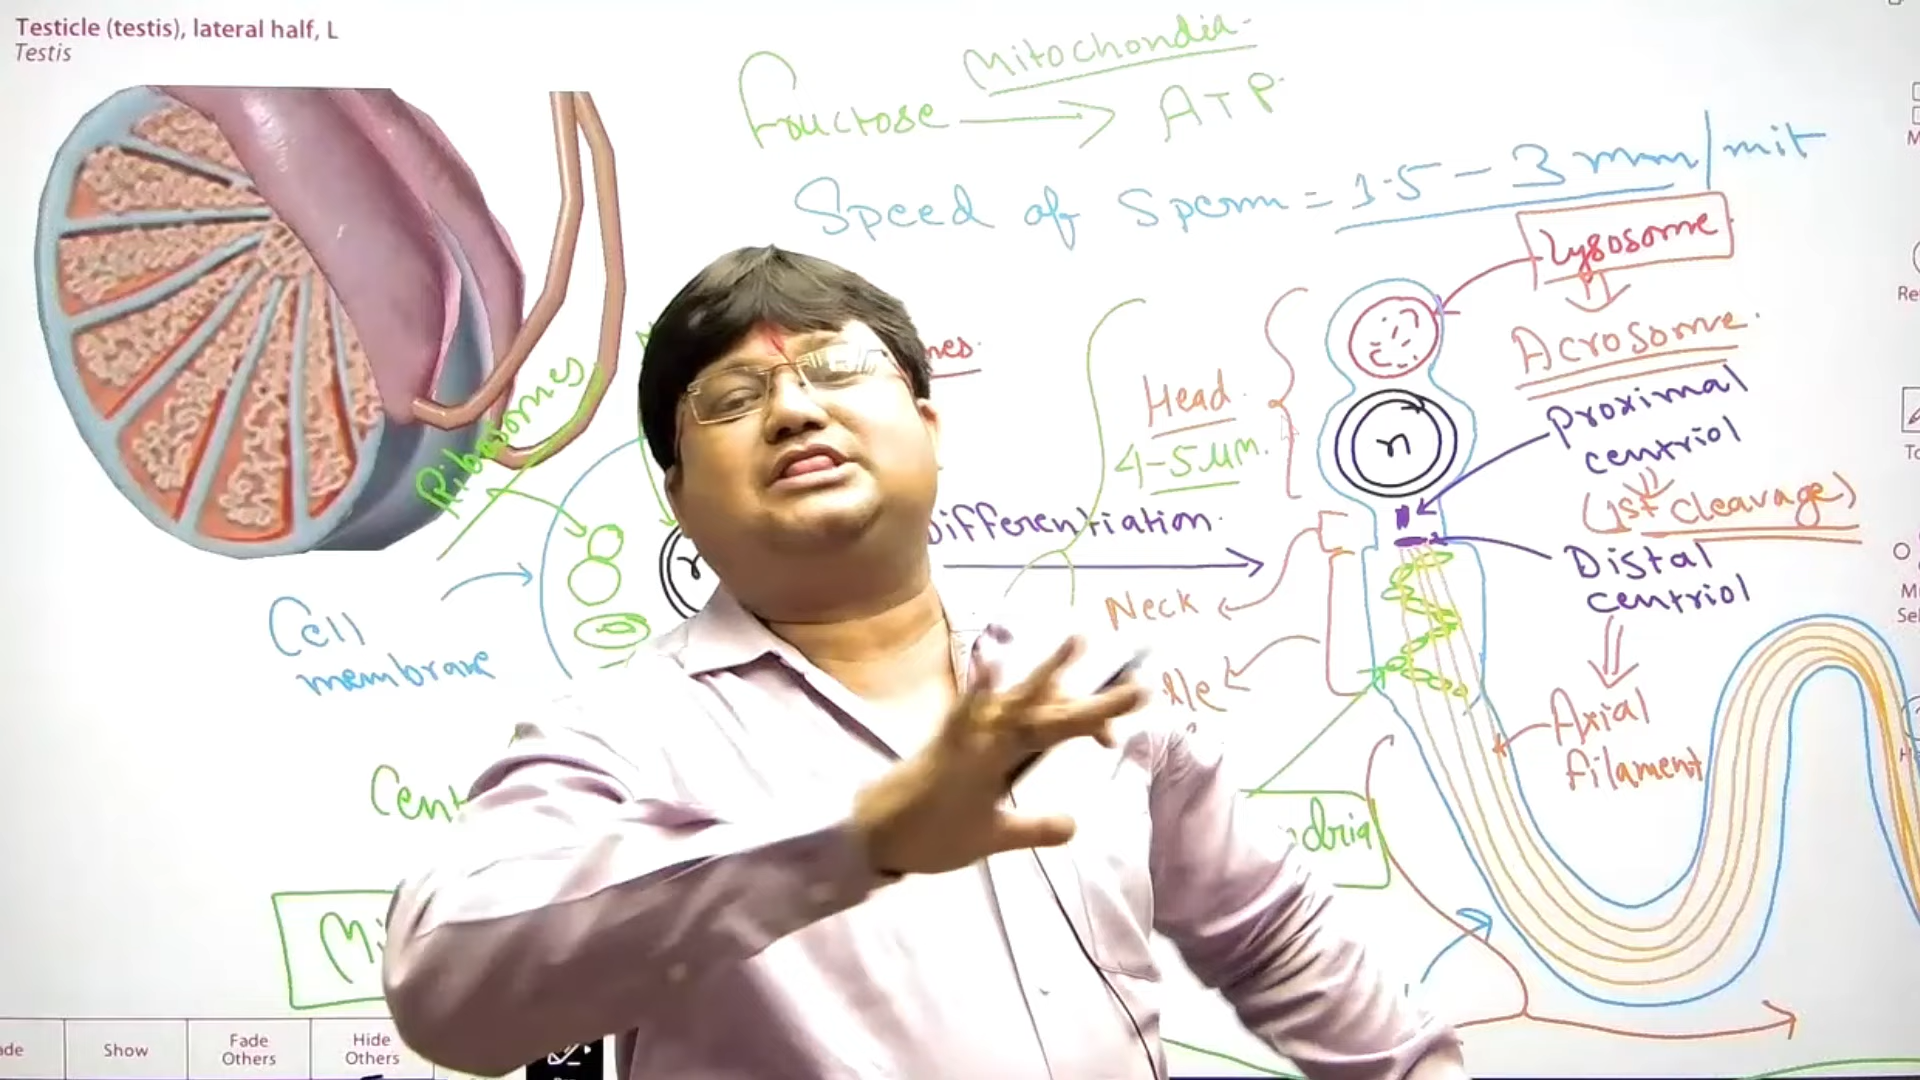 Testicle (testis), lateral half, L
Testis
Mitochondia
Fructose → ATP
Speed of Sperm = 1.5 - 3 mm/mit
Lysosome
Acrosome
Head
4-5 µm.
Proximal
centriol
(1st cleavage)
Ribosomes
Differentiation
n
Distal
centriol
Neck
Cell
membrane
Axial
filament
Show
Fade
Others
Hide
Others